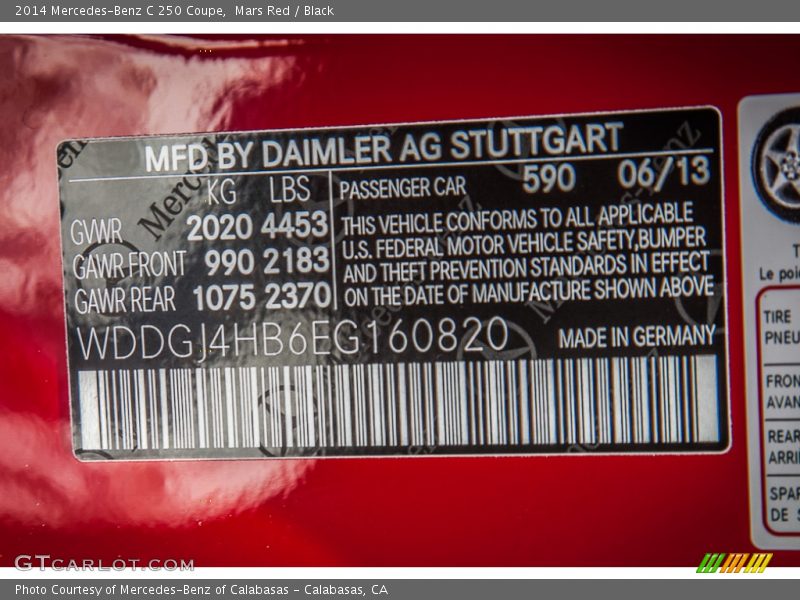 2014 Mercedes-Benz C 250 Coupe, Mars Red / Black
MFD BY DAIMLER AG STUTTGART
KG LBS
GVWR 2020 4453
GAWR FRONT 990 2183
GAWR REAR 1075 2370
PASSENGER CAR 590 06/13
THIS VEHICLE CONFORMS TO ALL APPLICABLE
U.S. FEDERAL MOTOR VEHICLE SAFETY,BUMPER
AND THEFT PREVENTION STANDARDS IN EFFECT
ON THE DATE OF MANUFACTURE SHOWN ABOVE
WDDGJ4HB6EG160820 MADE IN GERMANY
Le poi
TIRE
PNEU
FRON
AVAN
REAR
ARRI
SPAR
DE S
GTCARLOT.COM
Photo Courtesy of Mercedes-Benz of Calabasas - Calabasas, CA